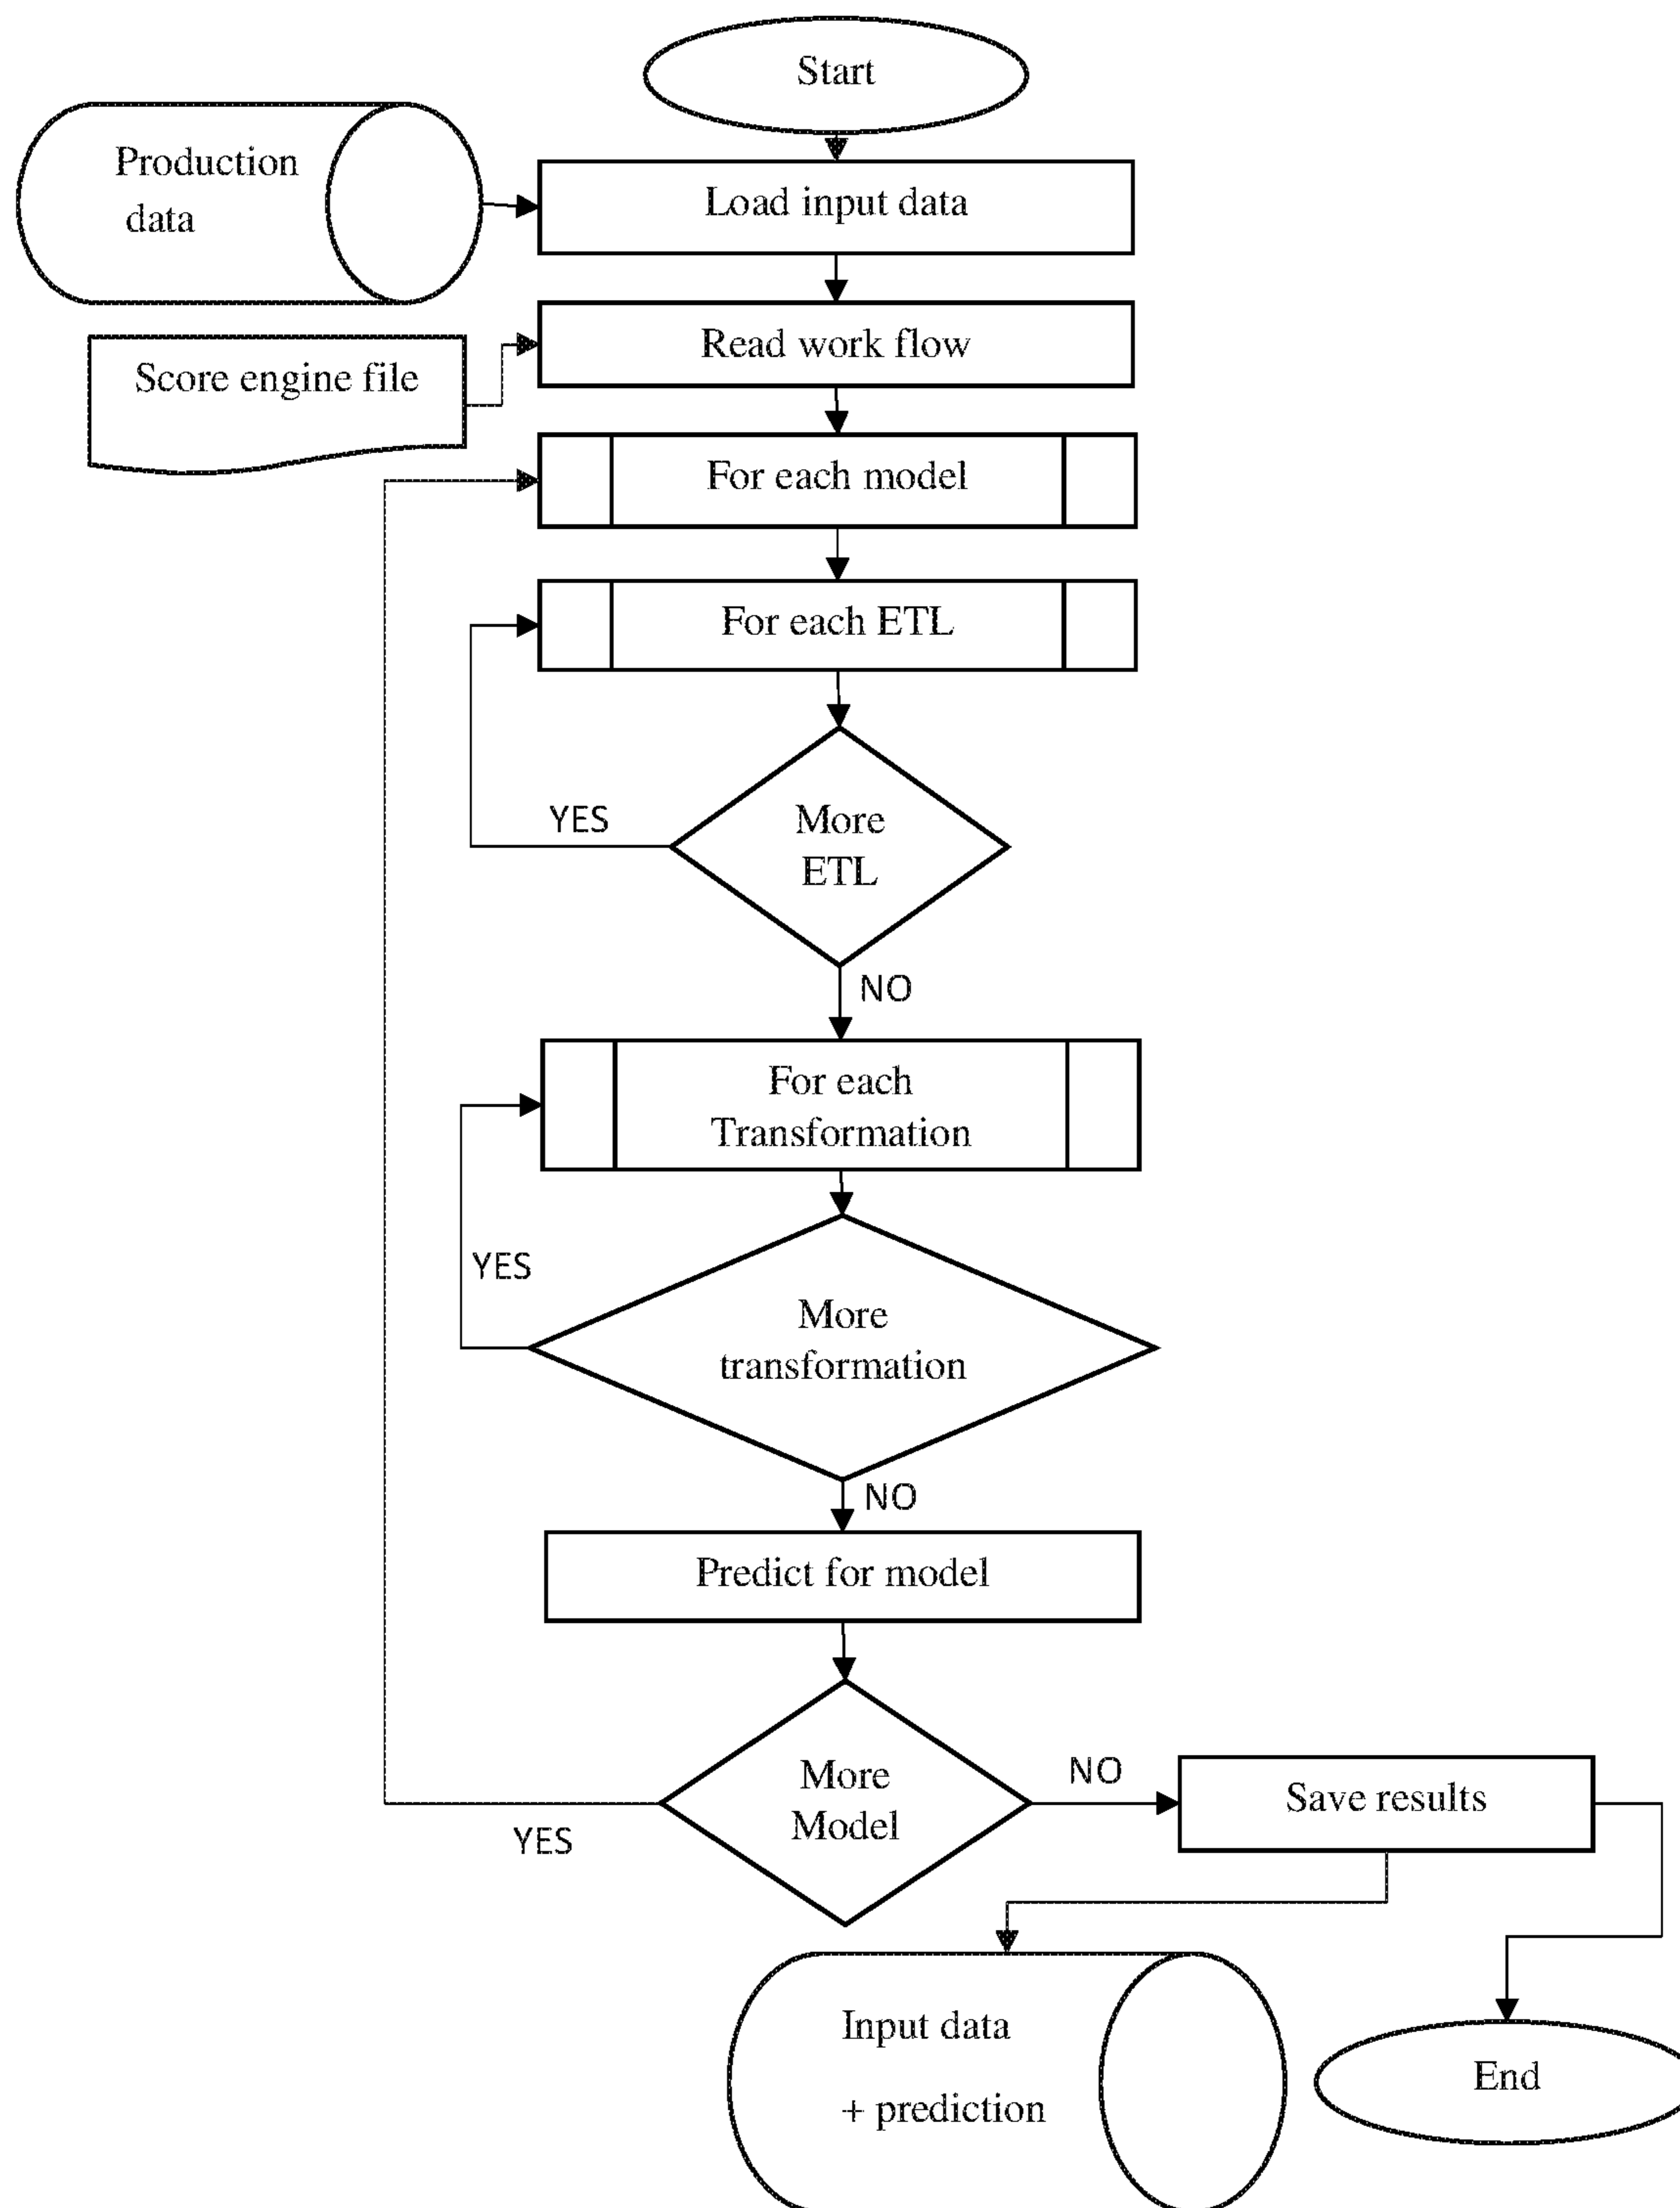 Start
Production
data
Load input data
Read work flow
Score engine file
For each model
For each ETL
YES
More
ETL
NO
For each
Transformation
YES
More
transformation
NO
Predict for model
More
Model
NO
Save results
YES
Input data
+ prediction
End